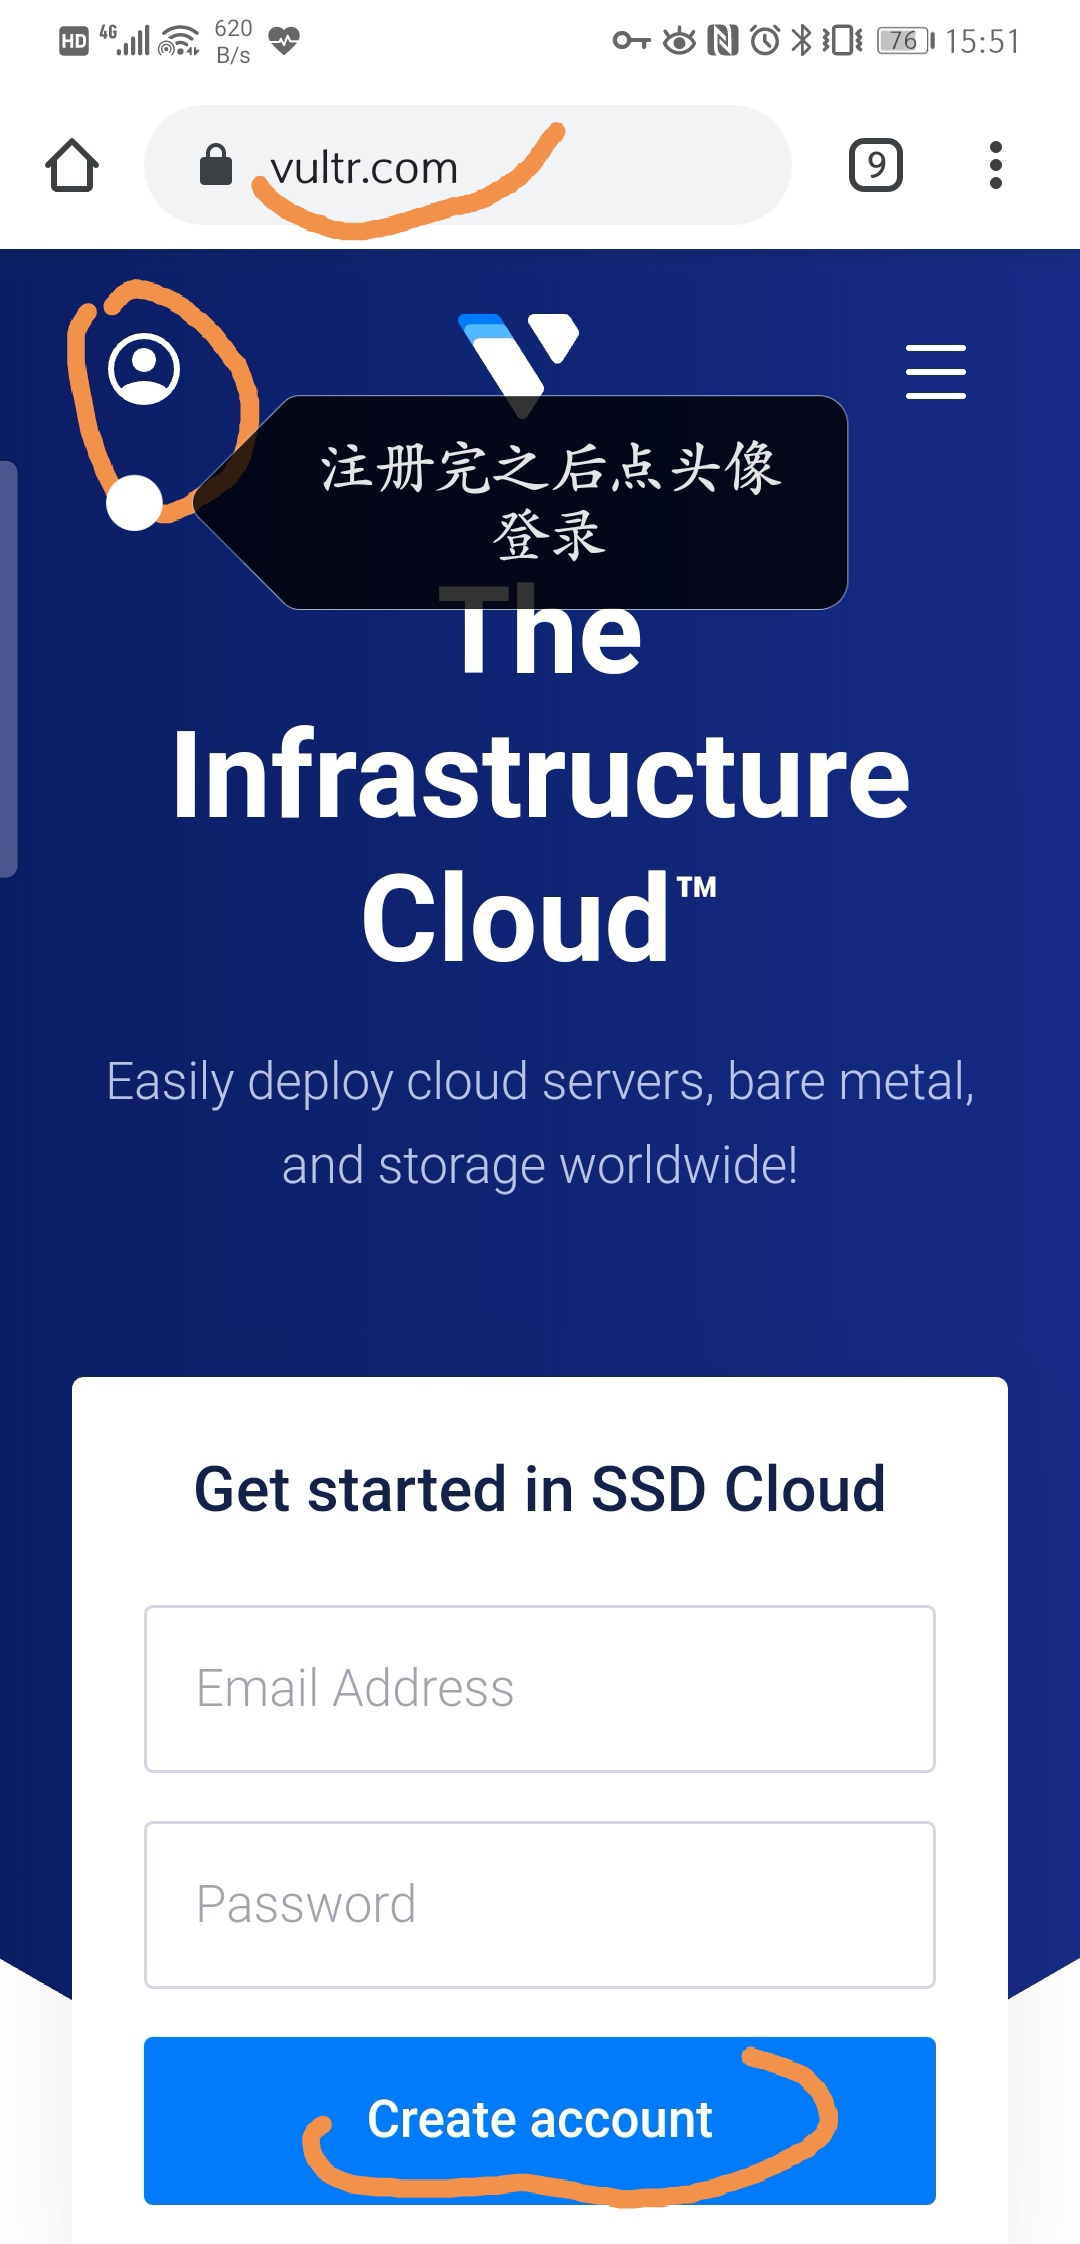 HD 4G 620 B/s 76 15:51
vultr.com 9
注册完之后点头像
登录
The
Infrastructure
Cloud™
Easily deploy cloud servers, bare metal,
and storage worldwide!
Get started in SSD Cloud
Email Address
Password
Create account